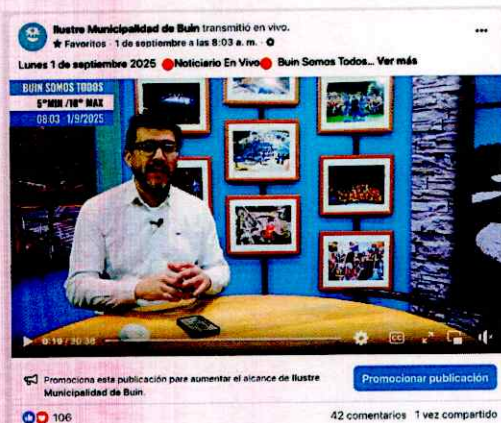 Ilustre Municipalidad de Buin transmitió en vivo.
Favoritos · 1 de septiembre a las 8:03 a. m. ·
Lunes 1 de septiembre 2025 🔴Noticiario En Vivo🔴 Buin Somos Todos... Ver más
BUIN SOMOS TODOS
5°MIN /18° MAX
08:03 · 1/9/2025
0:19 / 30:38
CC
Promociona esta publicación para aumentar el alcance de Ilustre
Municipalidad de Buin.
Promocionar publicación
106
42 comentarios 1 vez compartido